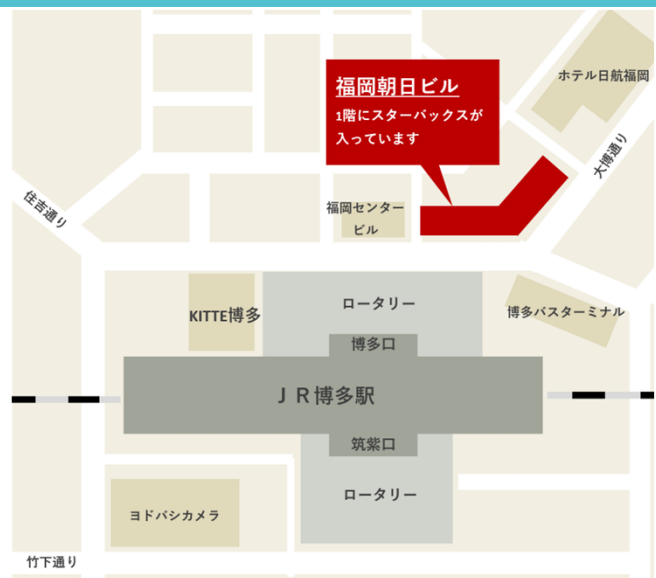 福岡朝日ビル
1階にスターバックスが
入っています
ホテル日航福岡
大博通り
住吉通り
福岡センター
ビル
KITTE博多
ロータリー
博多バスターミナル
博多口
ＪＲ博多駅
筑紫口
ロータリー
ヨドバシカメラ
竹下通り